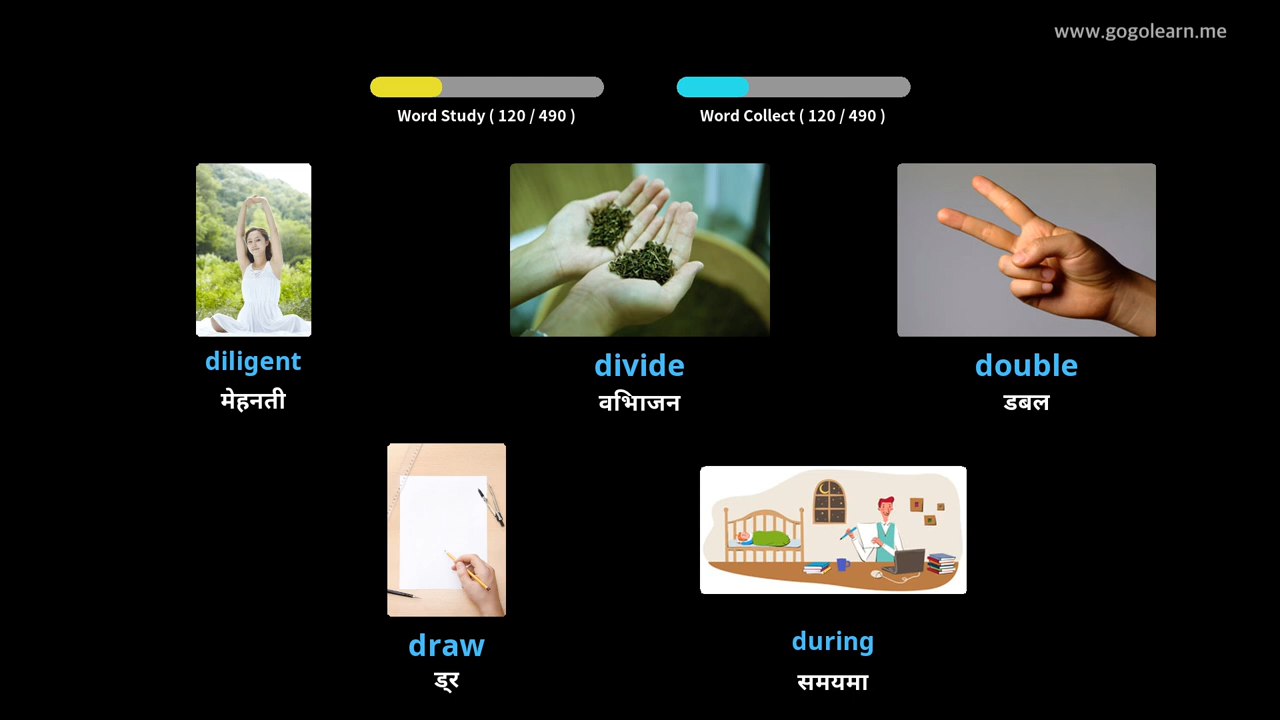 www.gogolearn.me
Word Study ( 120 / 490 )
Word Collect ( 120 / 490 )
diligent
मेहनती
divide
विभाजन
double
डबल
draw
ड्र
during
समयमा